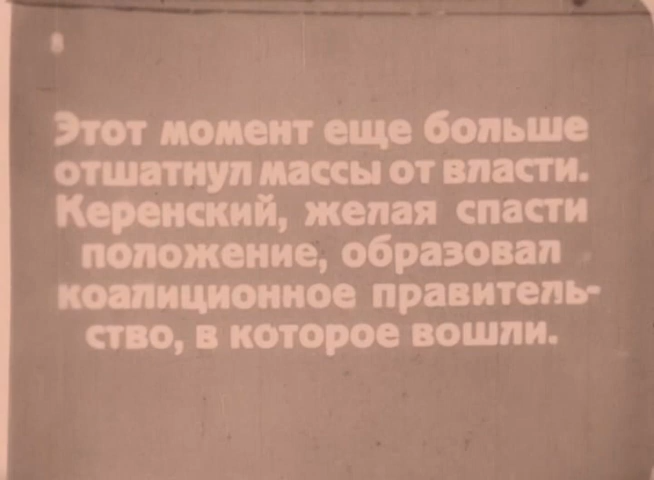 Этот момент еще больше
отшатнул массы от власти.
Керенский, желая спасти
положение, образовал
коалиционное правитель-
ство, в которое вошли.